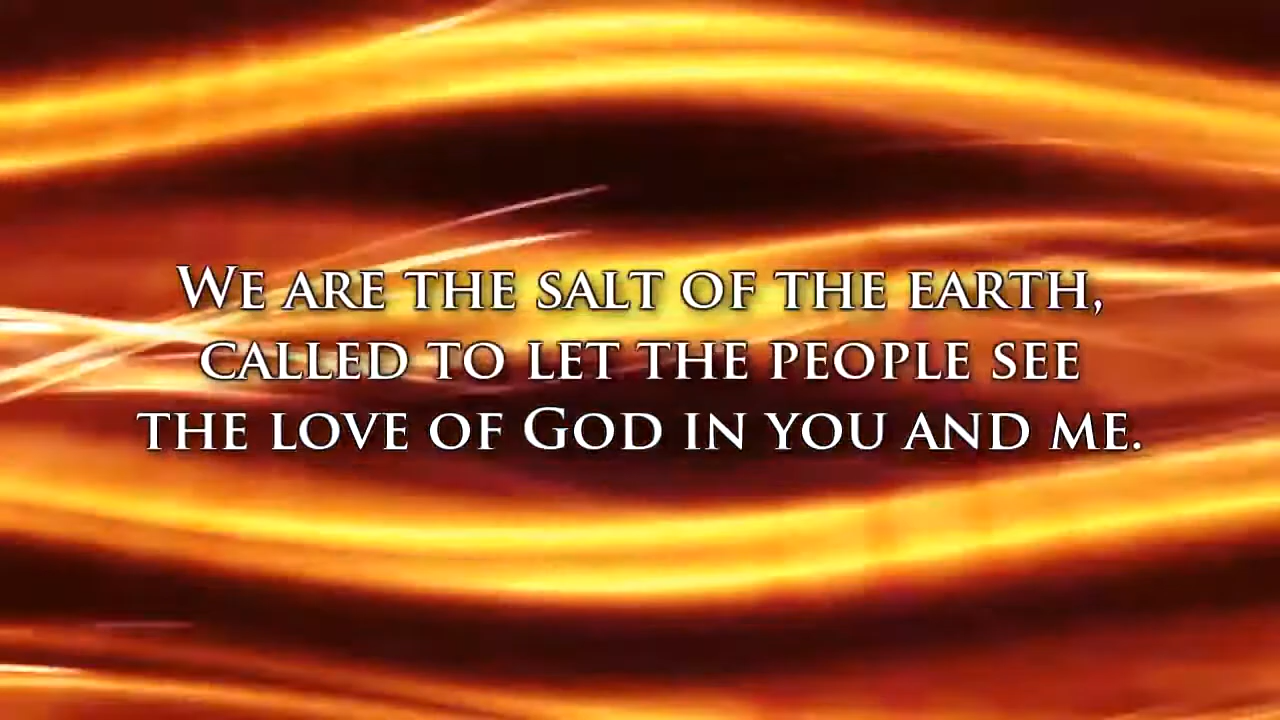 We are the salt of the earth,
called to let the people see
the love of God in you and me.